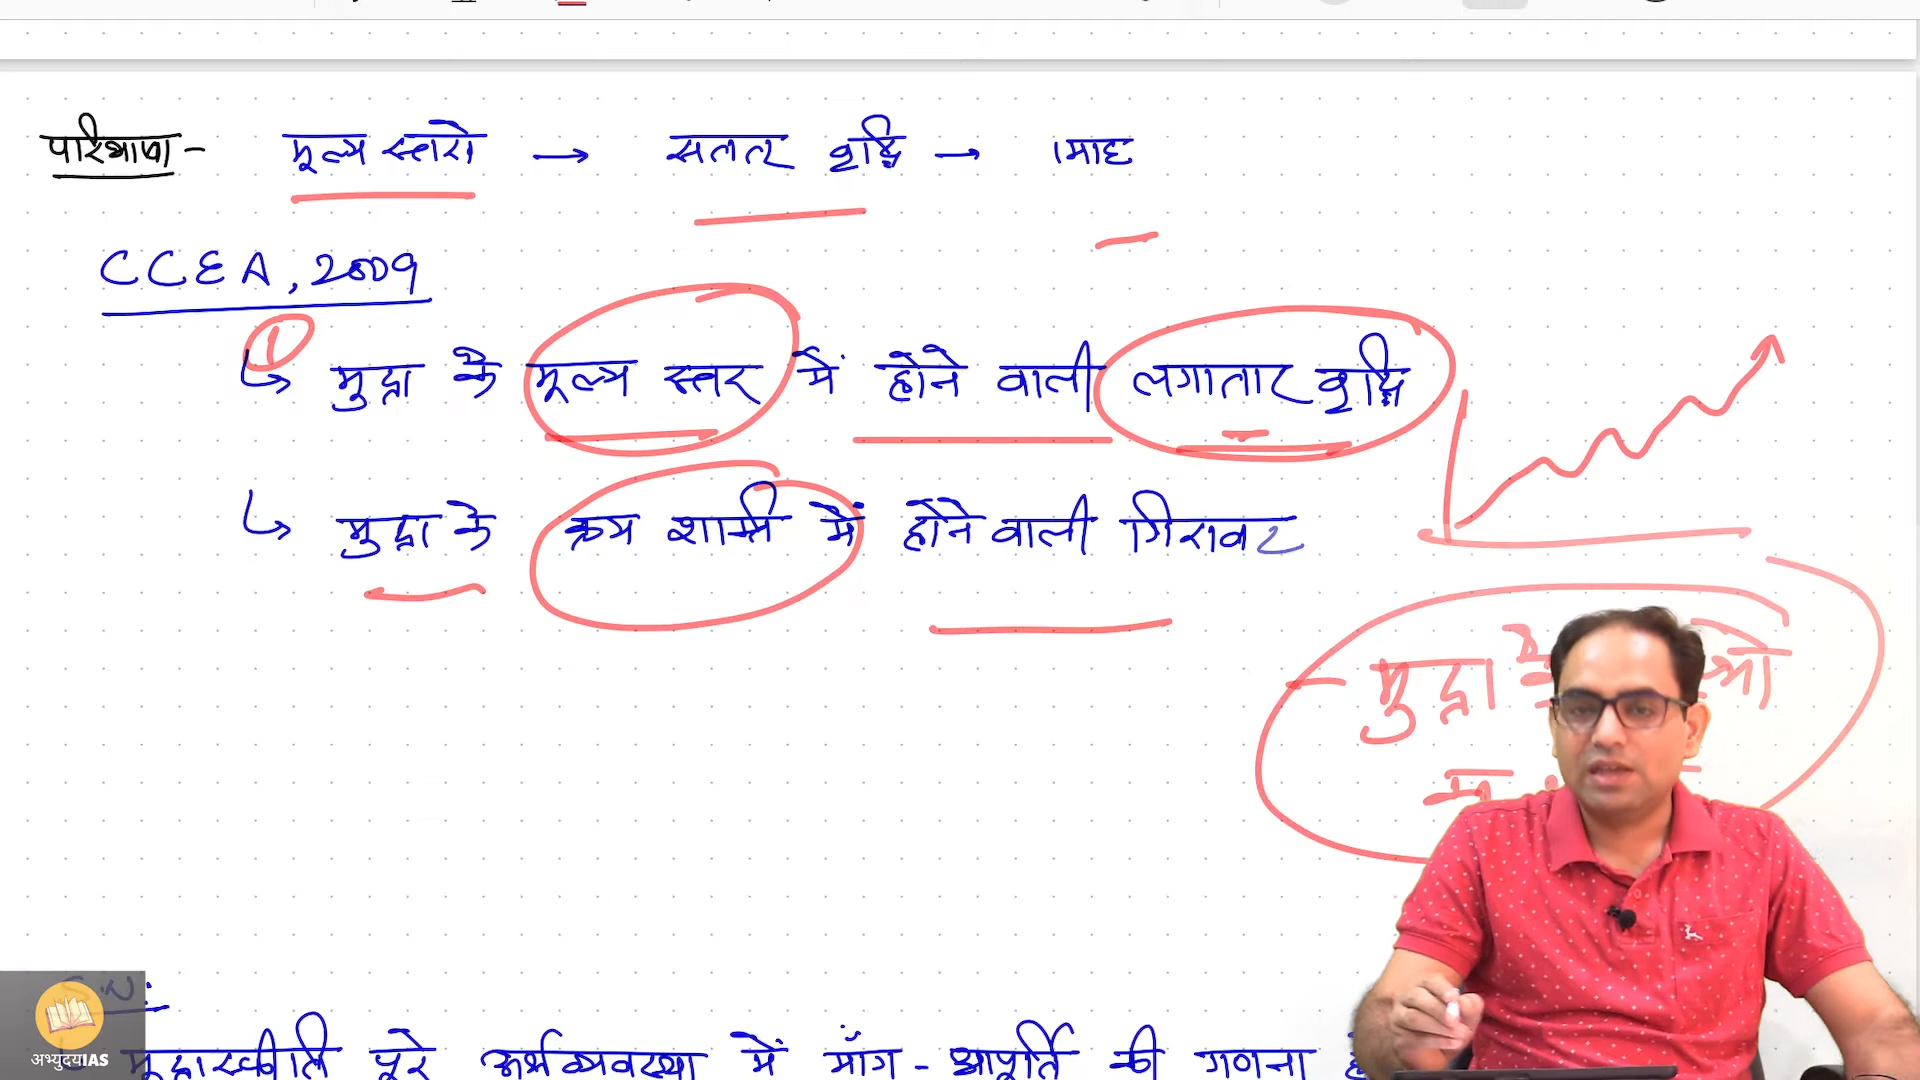 परिभाषा - मूल्य स्तरों → सतत वृद्धि →
CCEA, 2009
① मुद्रा के मूल्य स्तर में होने वाली लगातार वृद्धि
मुद्रा के क्रय शक्ति में होने वाली गिरावट
मुद्रा
मुद्रास्फीति पूरे अर्थव्यवस्था में माँग - आपूर्ति की गणना
अभ्युदयIAS